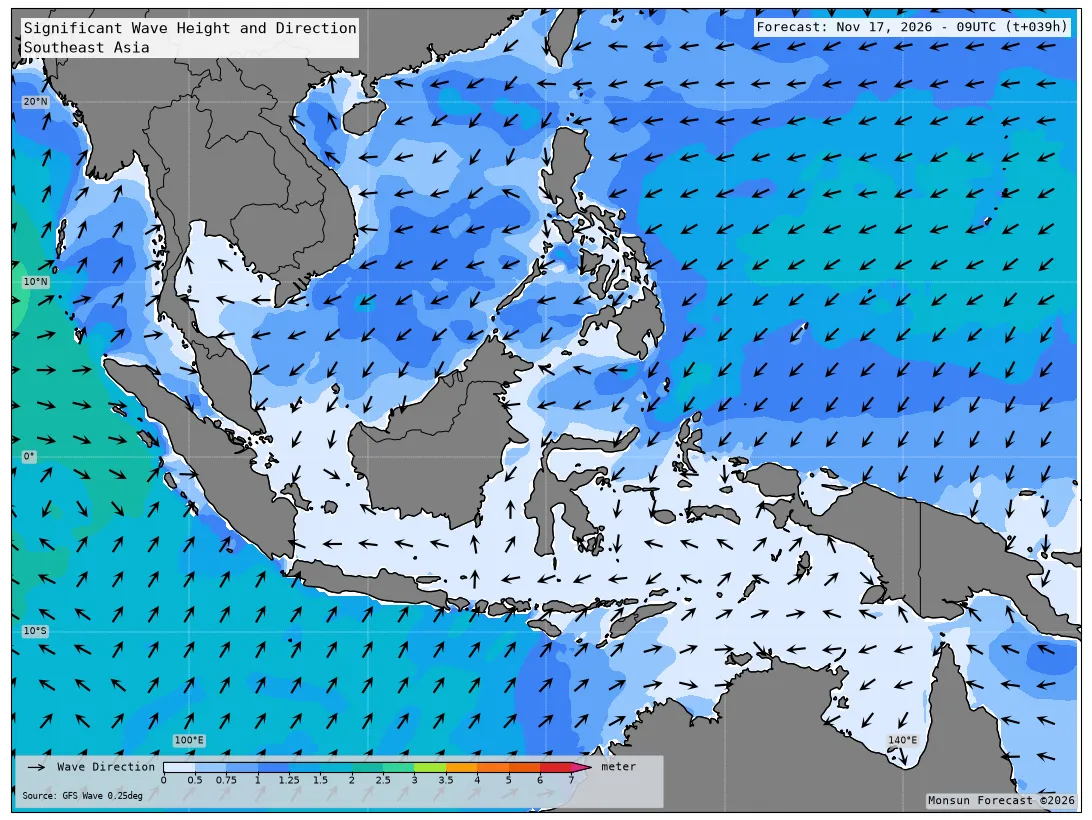 Significant Wave Height and Direction
Southeast Asia
Forecast: Nov 17, 2026 - 09UTC (t+039h)
20°N
10°N
0°
10°S
100°E
140°E
Wave Direction
0 0.5 0.75 1 1.25 1.5 2 2.5 3 3.5 4 5 6 7
meter
Source: GFS Wave 0.25deg
Monsun Forecast ©2026